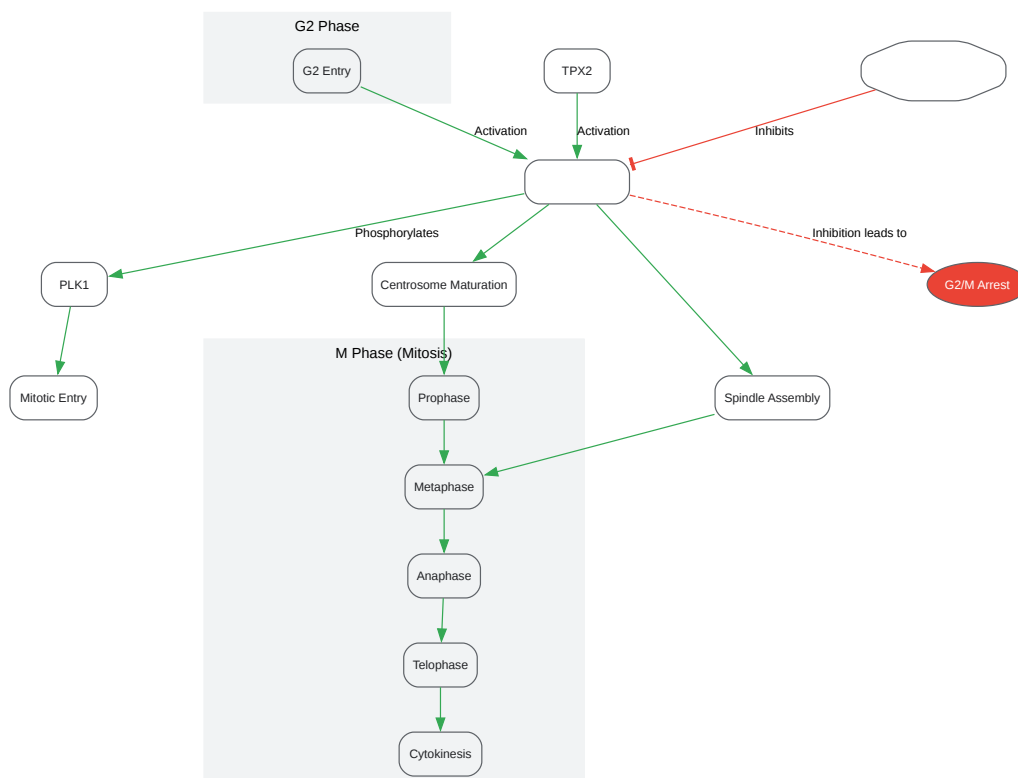 G2 Phase
G2 Entry
TPX2
Activation
Activation
Inhibits
Phosphorylates
Inhibition leads to
PLK1
Centrosome Maturation
G2/M Arrest
M Phase (Mitosis)
Mitotic Entry
Prophase
Spindle Assembly
Metaphase
Anaphase
Telophase
Cytokinesis